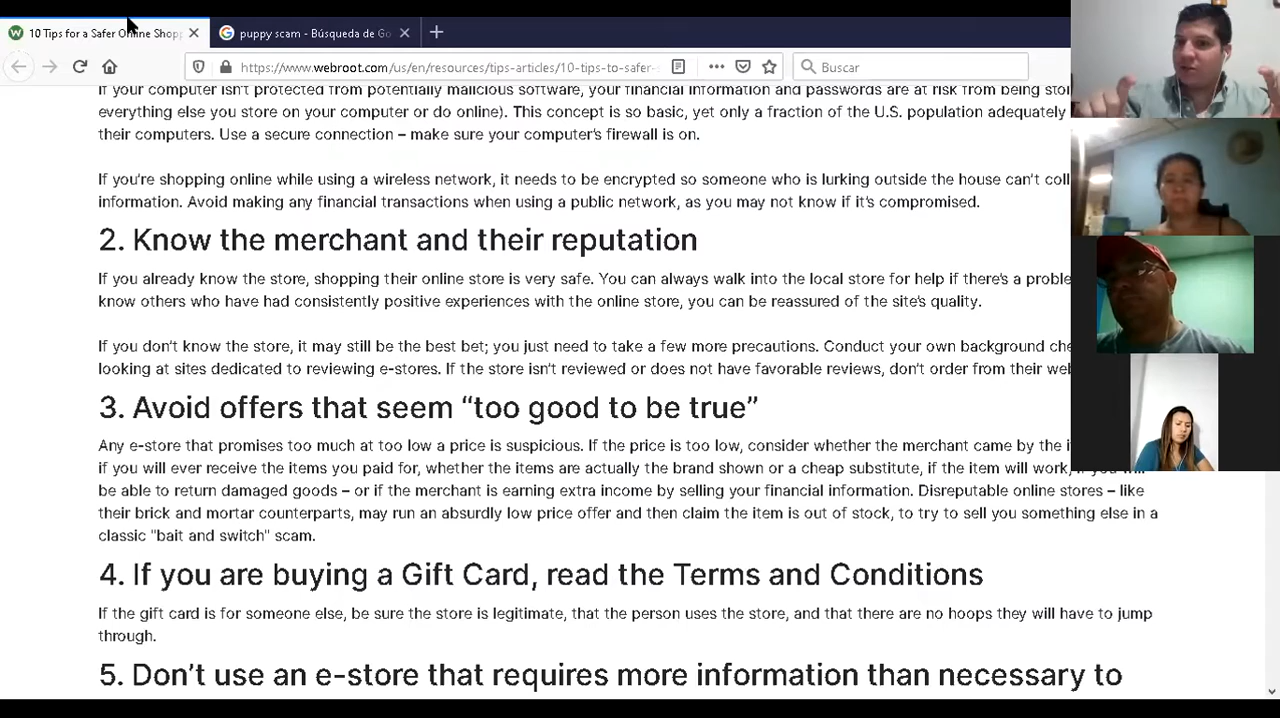 10 Tips for a Safer Online Shopp
puppy scam - Búsqueda de Go
https://www.webroot.com/us/en/resources/tips-articles/10-tips-to-safer-
Buscar
If your computer isn't protected from potentially malicious software, your financial information and passwords are at risk from being stol
everything else you store on your computer or do online). This concept is so basic, yet only a fraction of the U.S. population adequately
their computers. Use a secure connection – make sure your computer's firewall is on.
If you're shopping online while using a wireless network, it needs to be encrypted so someone who is lurking outside the house can't coll
information. Avoid making any financial transactions when using a public network, as you may not know if it's compromised.
2. Know the merchant and their reputation
If you already know the store, shopping their online store is very safe. You can always walk into the local store for help if there's a proble
know others who have had consistently positive experiences with the online store, you can be reassured of the site's quality.
If you don't know the store, it may still be the best bet; you just need to take a few more precautions. Conduct your own background che
looking at sites dedicated to reviewing e-stores. If the store isn't reviewed or does not have favorable reviews, don't order from their web
3. Avoid offers that seem “too good to be true”
Any e-store that promises too much at too low a price is suspicious. If the price is too low, consider whether the merchant came by the i
if you will ever receive the items you paid for, whether the items are actually the brand shown or a cheap substitute, if the item will work, if you will
be able to return damaged goods – or if the merchant is earning extra income by selling your financial information. Disreputable online stores – like
their brick and mortar counterparts, may run an absurdly low price offer and then claim the item is out of stock, to try to sell you something else in a
classic "bait and switch" scam.
4. If you are buying a Gift Card, read the Terms and Conditions
If the gift card is for someone else, be sure the store is legitimate, that the person uses the store, and that there are no hoops they will have to jump
through.
5. Don't use an e-store that requires more information than necessary to